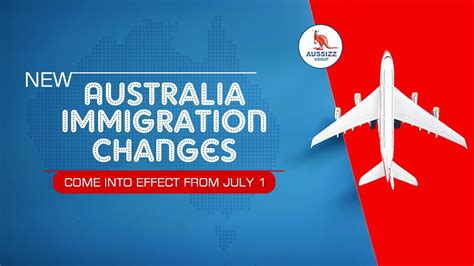 AUSSIZZ
GROUP
NEW
AUSTRALIA
IMMIGRATION
CHANGES
COME INTO EFFECT FROM JULY 1